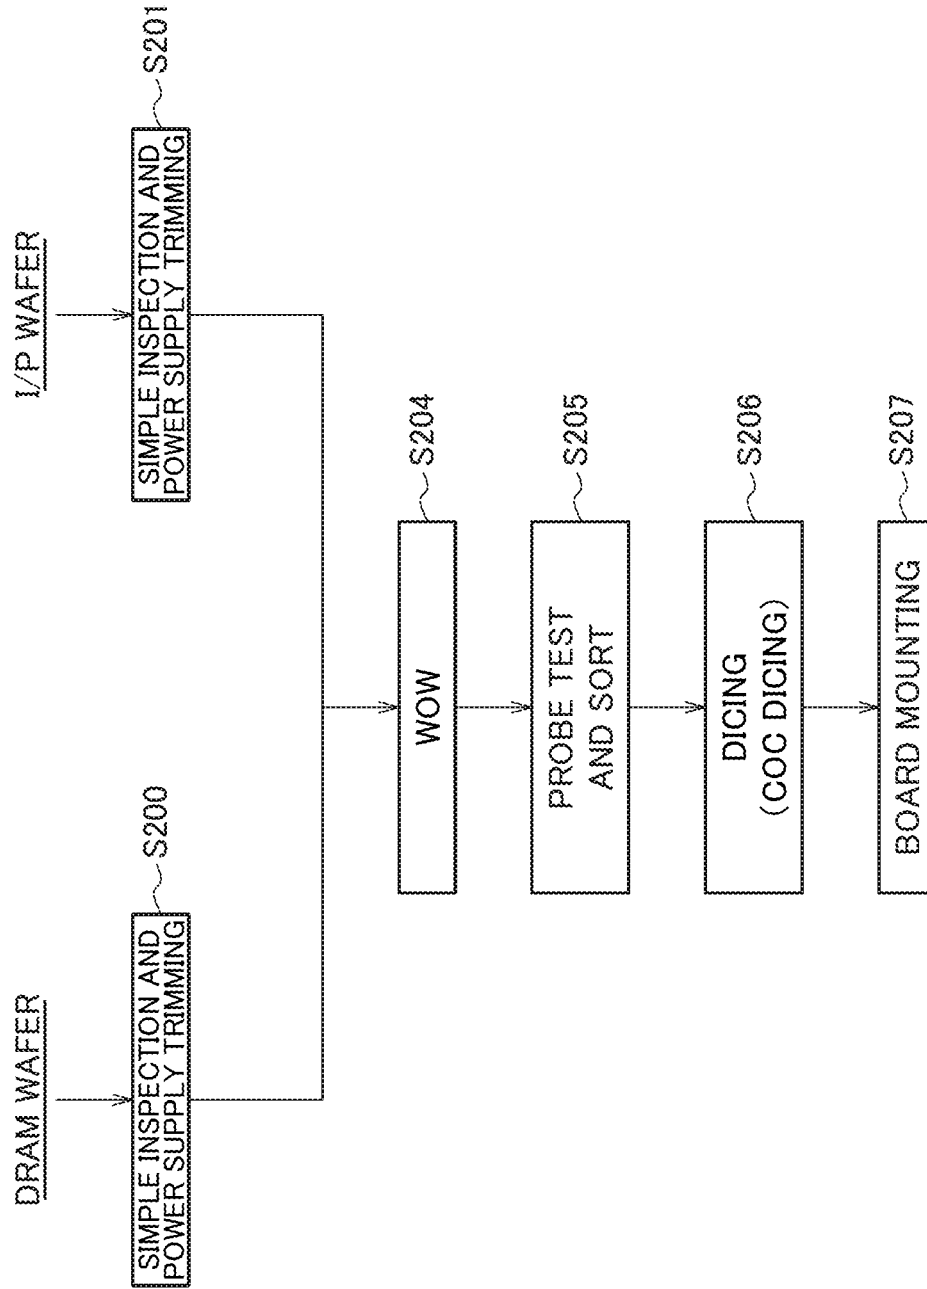 DRAM WAFER
I/P WAFER
SIMPLE INSPECTION AND
POWER SUPPLY TRIMMING
S200
SIMPLE INSPECTION AND
POWER SUPPLY TRIMMING
S201
WOW
S204
PROBE TEST
AND SORT
S205
DICING
(COC DICING)
S206
BOARD MOUNTING
S207